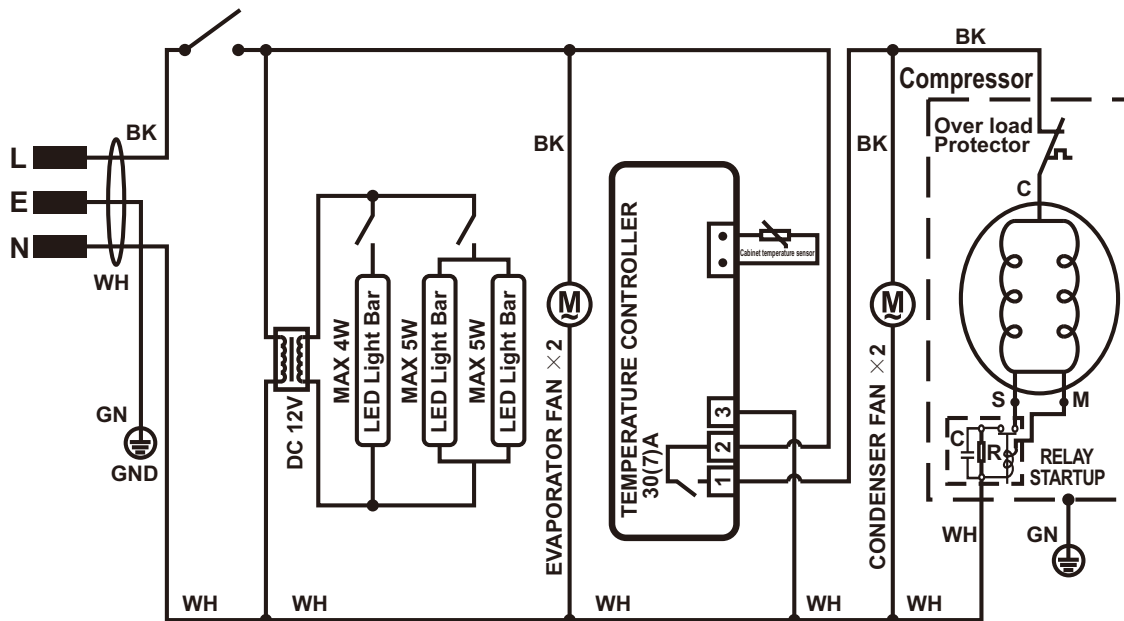 BK
Compressor
L
BK
Over load
Protector
BK
BK
E
C
N
WH
Cabinet temperature sensor
TEMPERATURE CONTROLLER
30(7)A
MAX 4W
LED Light Bar
MAX 5W
LED Light Bar
MAX 5W
LED Light Bar
M
~
M
~
DC 12V
EVAPORATOR FAN ×2
CONDENSER FAN ×2
3
2
1
S
M
GN
GND
C
R
RELAY
STARTUP
WH
GN
WH
WH
WH
WH
WH